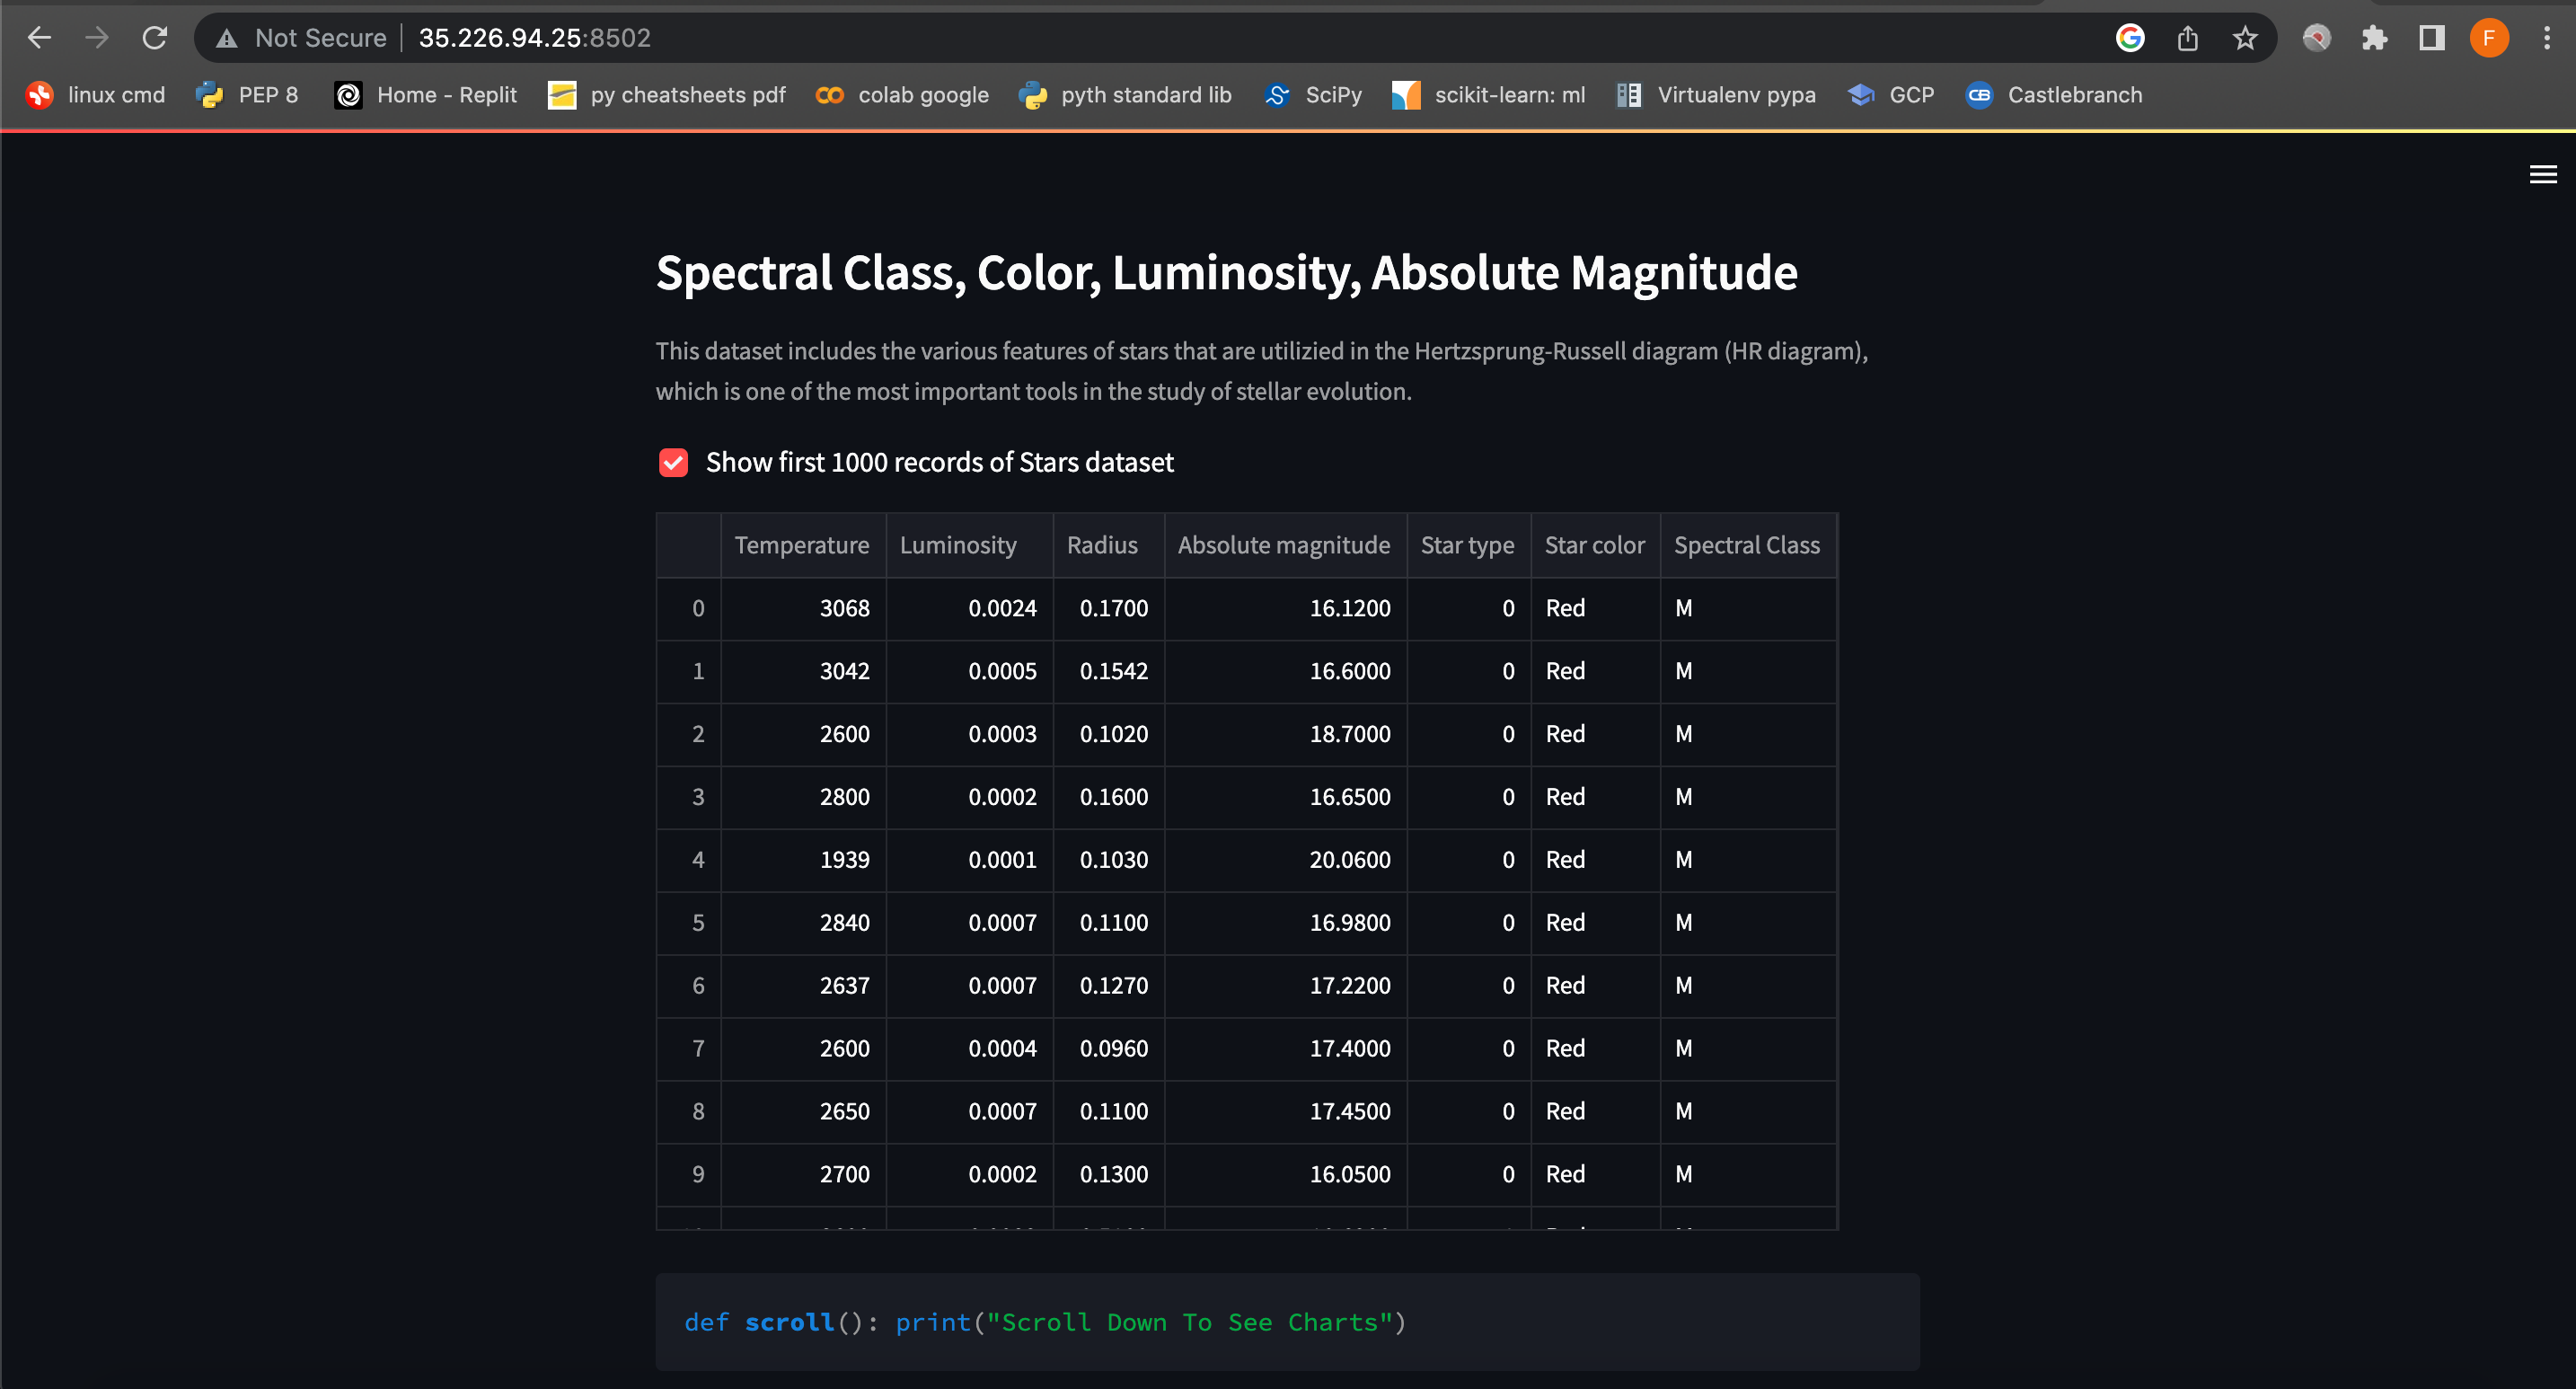 Not Secure | 35.226.94.25:8502
F
linux cmd PEP 8 Home - Replit py cheatsheets pdf colab google pyth standard lib SciPy scikit-learn: ml Virtualenv pypa GCP CB Castlebranch
Spectral Class, Color, Luminosity, Absolute Magnitude
This dataset includes the various features of stars that are utilizied in the Hertzsprung-Russell diagram (HR diagram),
which is one of the most important tools in the study of stellar evolution.
Show first 1000 records of Stars dataset
Temperature Luminosity Radius Absolute magnitude Star type Star color Spectral Class
0 3068 0.0024 0.1700 16.1200 0 Red M
1 3042 0.0005 0.1542 16.6000 0 Red M
2 2600 0.0003 0.1020 18.7000 0 Red M
3 2800 0.0002 0.1600 16.6500 0 Red M
4 1939 0.0001 0.1030 20.0600 0 Red M
5 2840 0.0007 0.1100 16.9800 0 Red M
6 2637 0.0007 0.1270 17.2200 0 Red M
7 2600 0.0004 0.0960 17.4000 0 Red M
8 2650 0.0007 0.1100 17.4500 0 Red M
9 2700 0.0002 0.1300 16.0500 0 Red M
def scroll(): print("Scroll Down To See Charts")